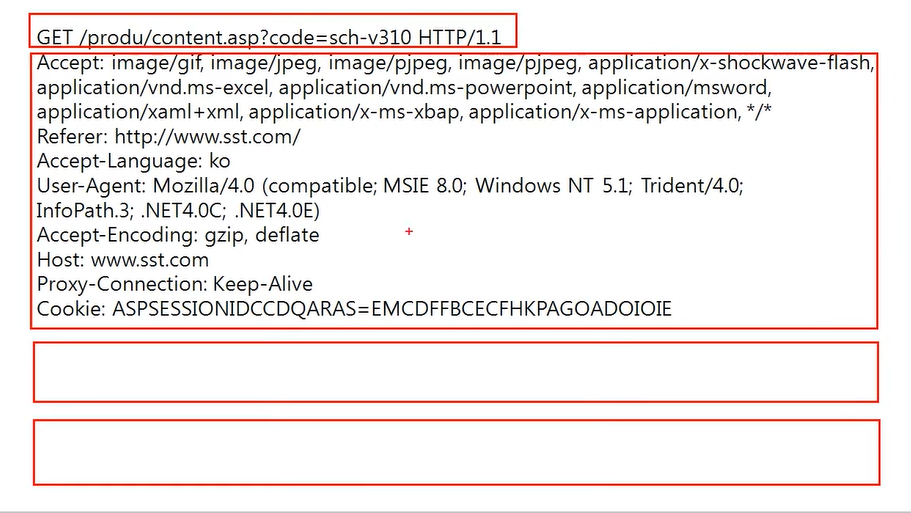 GET /produ/content.asp?code=sch-v310 HTTP/1.1
Accept: image/gif, image/jpeg, image/pjpeg, image/pjpeg, application/x-shockwave-flash,
application/vnd.ms-excel, application/vnd.ms-powerpoint, application/msword,
application/xaml+xml, application/x-ms-xbap, application/x-ms-application, */*
Referer: http://www.sst.com/
Accept-Language: ko
User-Agent: Mozilla/4.0 (compatible; MSIE 8.0; Windows NT 5.1; Trident/4.0;
InfoPath.3; .NET4.0C; .NET4.0E)
Accept-Encoding: gzip, deflate
Host: www.sst.com
Proxy-Connection: Keep-Alive
Cookie: ASPSESSIONIDCCDQARAS=EMCDFFBCECFHKPAGOADOIOIE